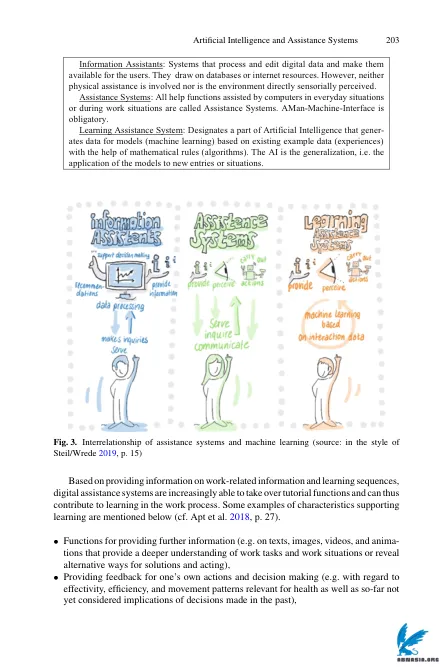 Artificial Intelligence and Assistance Systems 203
Information Assistants: Systems that process and edit digital data and make them
available for the users. They draw on databases or internet resources. However, neither
physical assistance is involved nor is the environment directly sensorially perceived.
Assistance Systems: All help functions assisted by computers in everyday situations
or during work situations are called Assistance Systems. AMan-Machine-Interface is
obligatory.
Learning Assistance System: Designates a part of Artificial Intelligence that gener-
ates data for models (machine learning) based on existing example data (experiences)
with the help of mathematical rules (algorithms). The AI is the generalization, i.e. the
application of the models to new entries or situations.
information
Assistents
support decision making
recommen-
dations
provide
information
data processing
makes inquiries
serve
Assistence
Systems
carry
out
provide perceive actions
Serve
inquire
communicate
Learning
Assistence
Systems
carry
out
provide perceive actions
machine learning
based
on interaction data
Fig. 3. Interrelationship of assistance systems and machine learning (source: in the style of
Steil/Wrede 2019, p. 15)
Based on providing information on work-related information and learning sequences,
digital assistance systems are increasingly able to take over tutorial functions and can thus
contribute to learning in the work process. Some examples of characteristics supporting
learning are mentioned below (cf. Apt et al. 2018, p. 27).
• Functions for providing further information (e.g. on texts, images, videos, and anima-
tions that provide a deeper understanding of work tasks and work situations or reveal
alternative ways for solutions and acting),
• Providing feedback for one's own actions and decision making (e.g. with regard to
effectivity, efficiency, and movement patterns relevant for health as well as so-far not
yet considered implications of decisions made in the past),